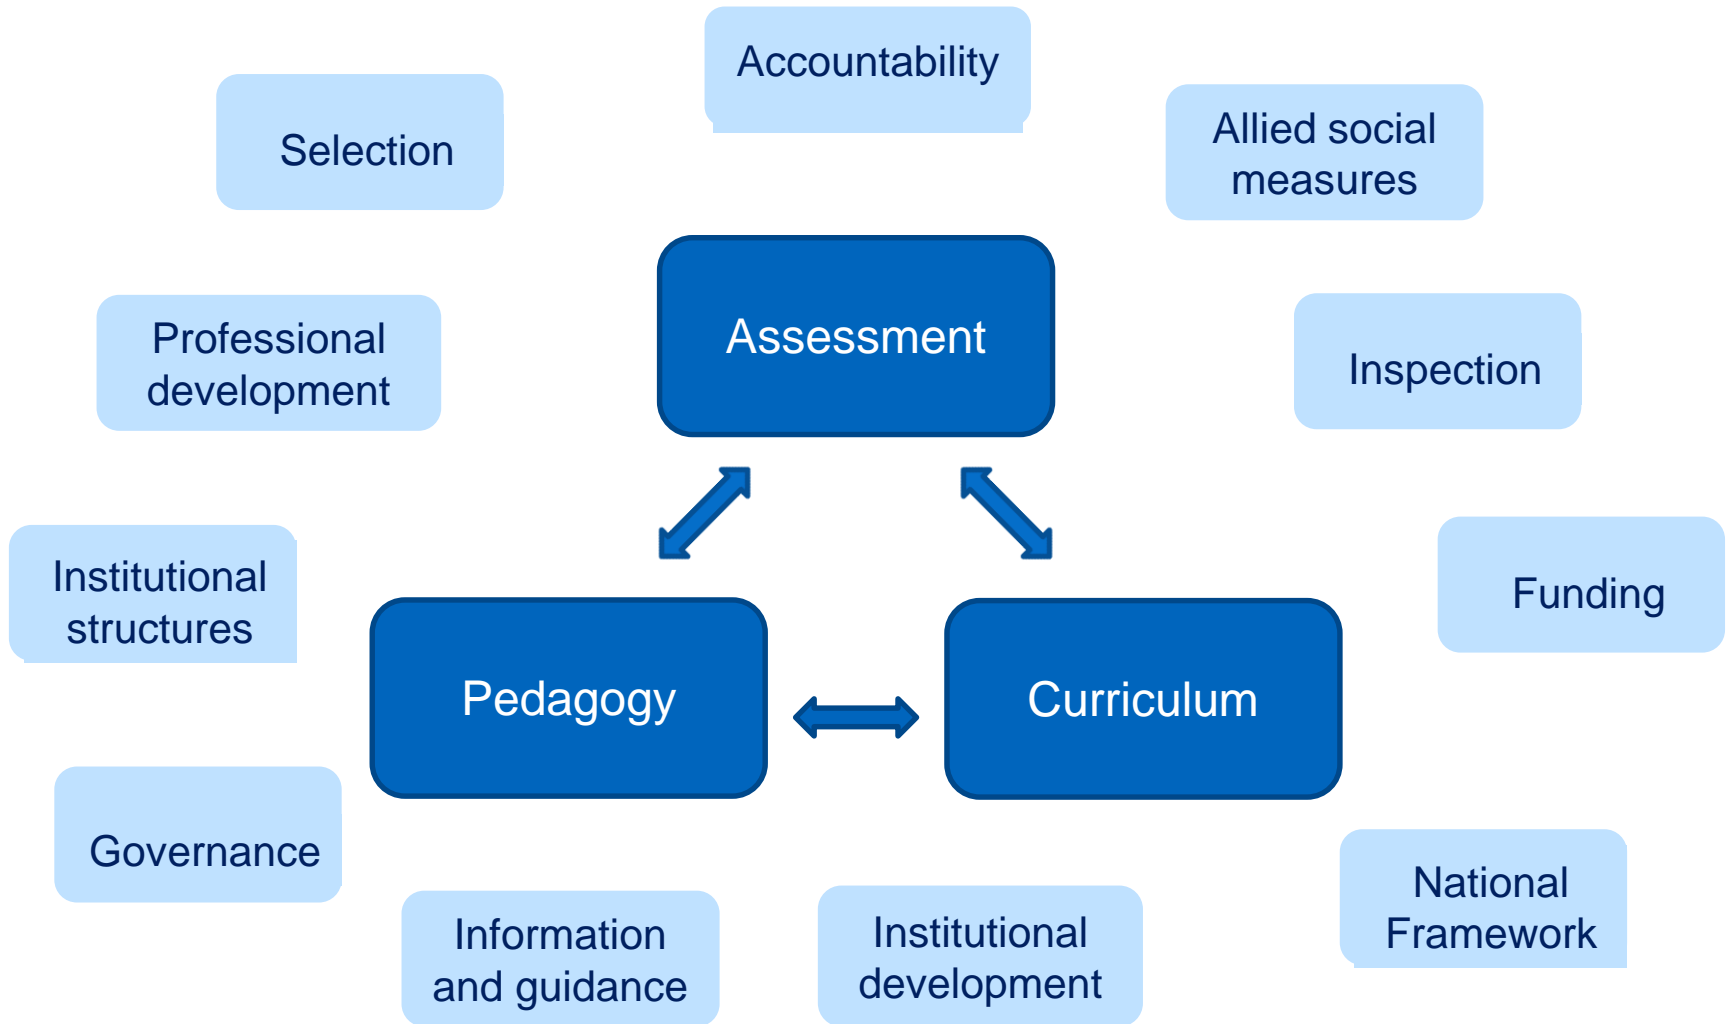 Accountability
Selection
Allied social
measures
Assessment
Professional
development
Inspection
Institutional
structures
Funding
Pedagogy
Curriculum
Governance
National
Framework
Information
and guidance
Institutional
development